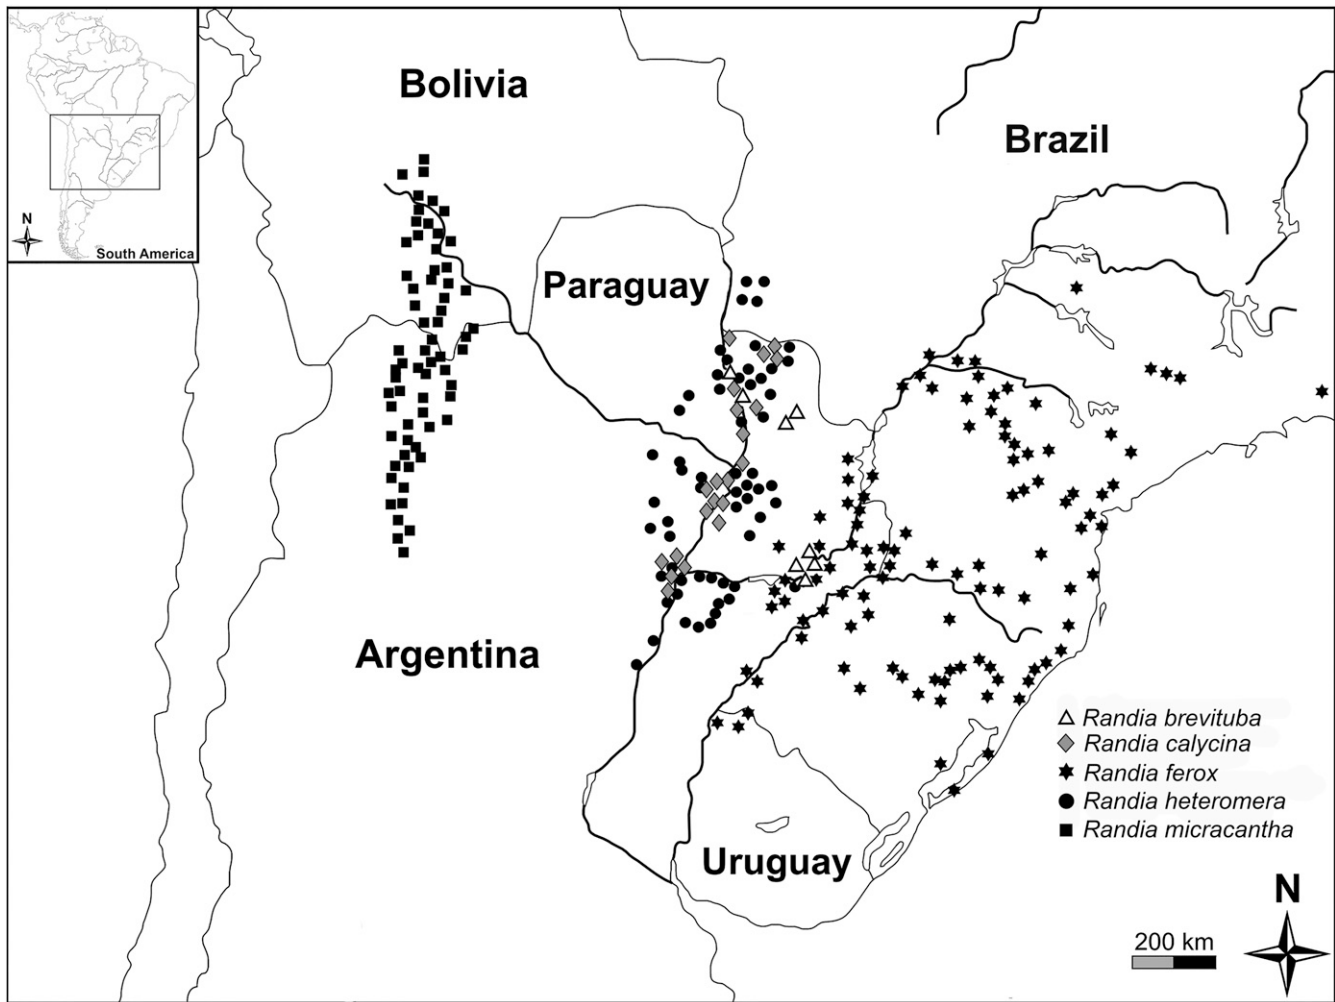 N
South America
Bolivia
Brazil
Paraguay
Argentina
Randia brevituba
Randia calycina
Randia ferox
Randia heteromera
Randia micracantha
Uruguay
N
200 km